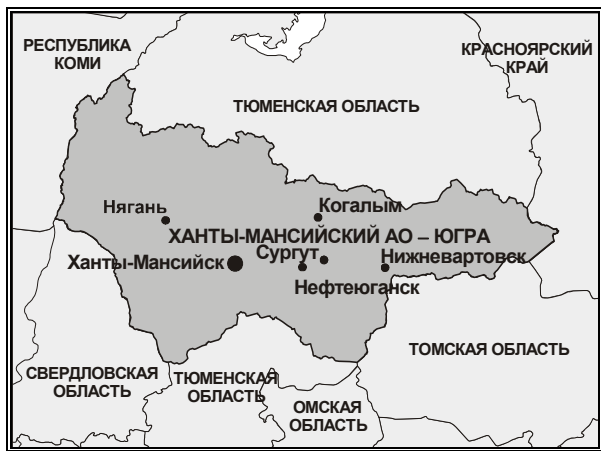 РЕСПУБЛИКА
КОМИ
КРАСНОЯРСКИЙ
КРАЙ
ТЮМЕНСКАЯ ОБЛАСТЬ
Нягань
Когалым
ХАНТЫ-МАНСИЙСКИЙ АО – ЮГРА
Ханты-Мансийск
Сургут
Нижневартовск
Нефтеюганск
ТОМСКАЯ ОБЛАСТЬ
СВЕРДЛОВСКАЯ
ОБЛАСТЬ
ТЮМЕНСКАЯ
ОБЛАСТЬ
ОМСКАЯ
ОБЛАСТЬ